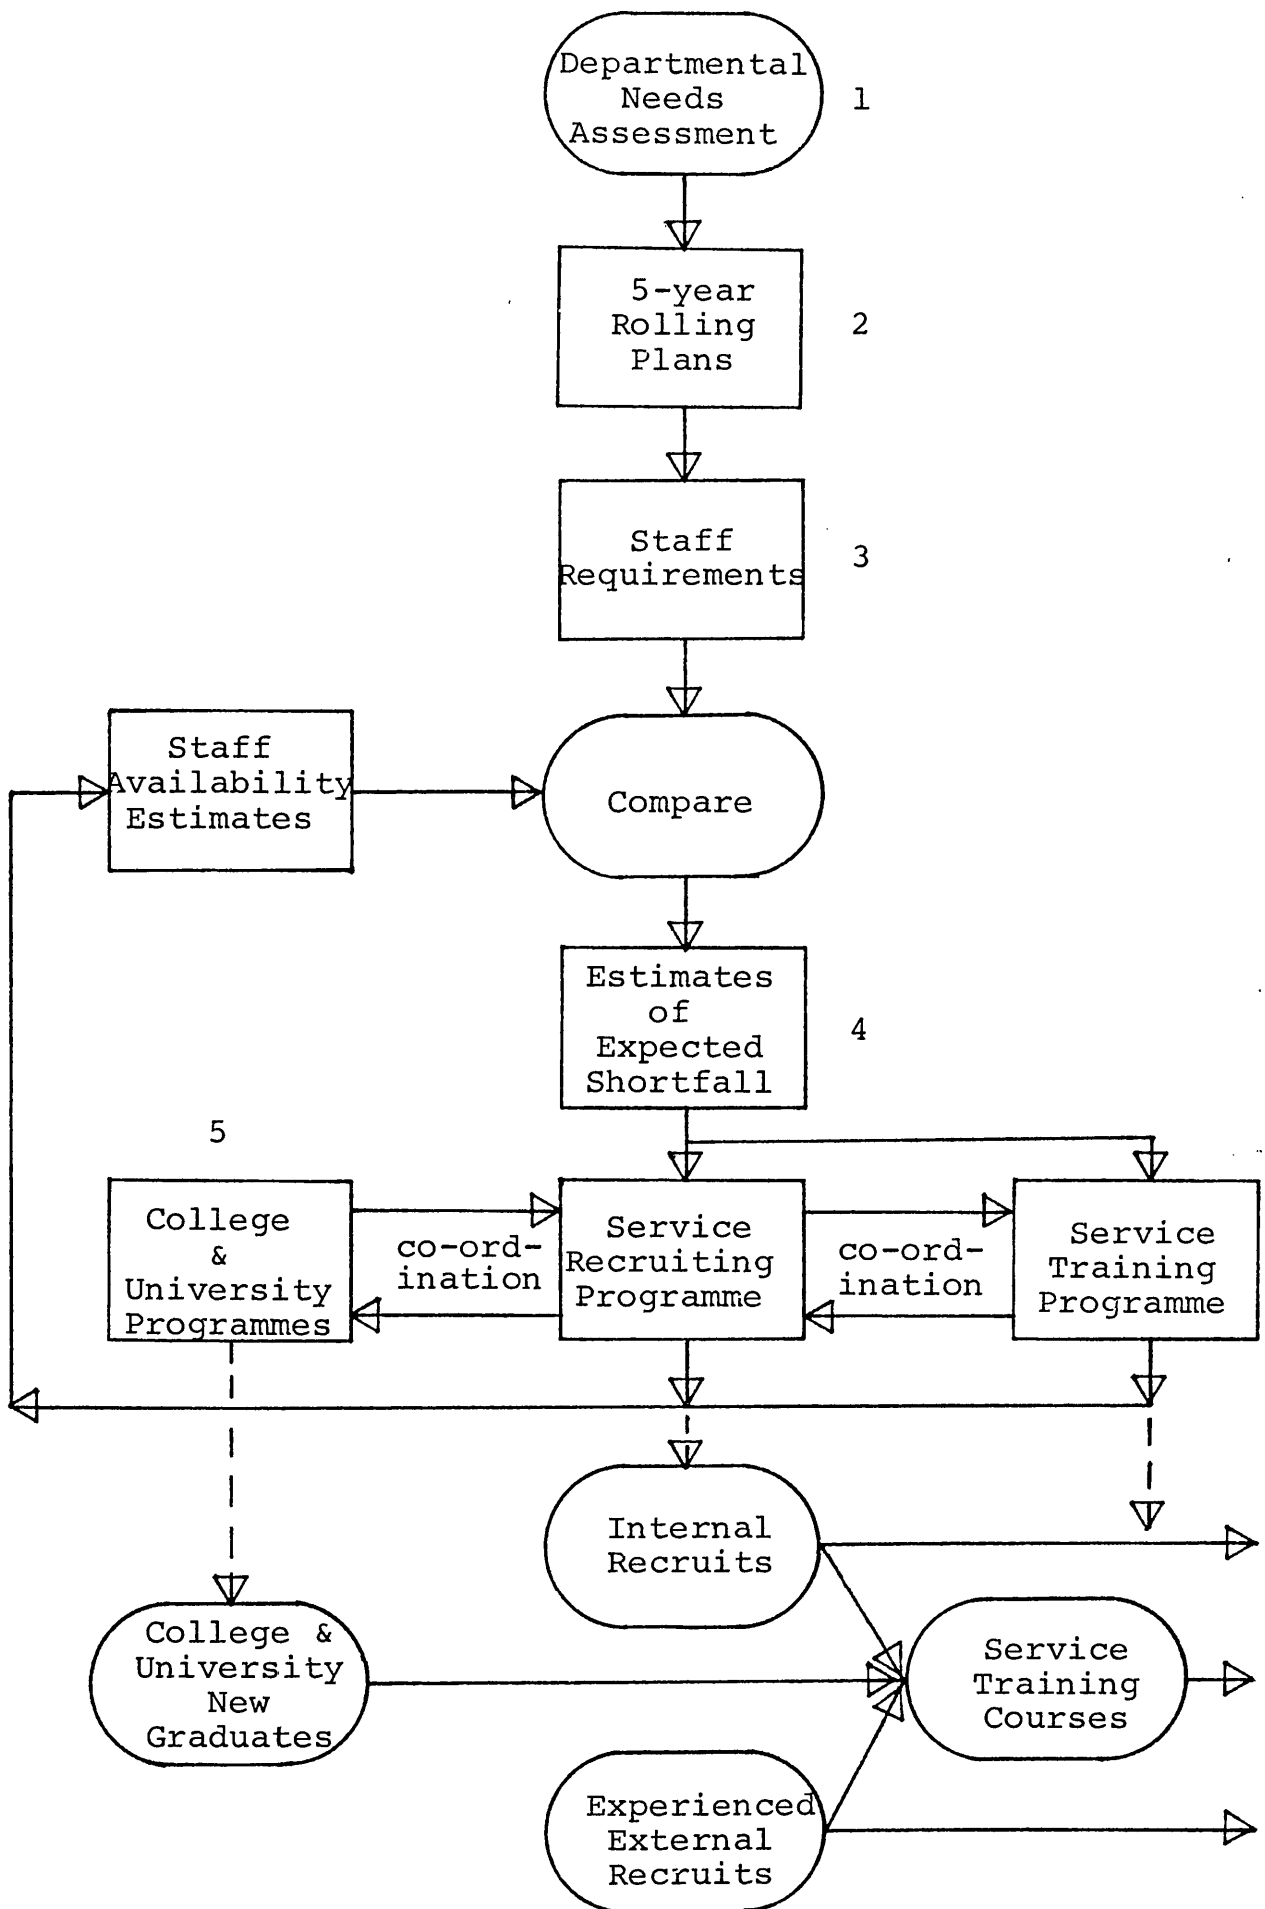 Departmental
Needs
Assessment
1
5-year
Rolling
Plans
2
Staff
Requirements
3
Staff
Availability
Estimates
Compare
Estimates
of
Expected
Shortfall
4
5
College
&
University
Programmes
co-ord-
ination
Service
Recruiting
Programme
co-ord-
ination
Service
Training
Programme
Internal
Recruits
College &
University
New
Graduates
Service
Training
Courses
Experienced
External
Recruits